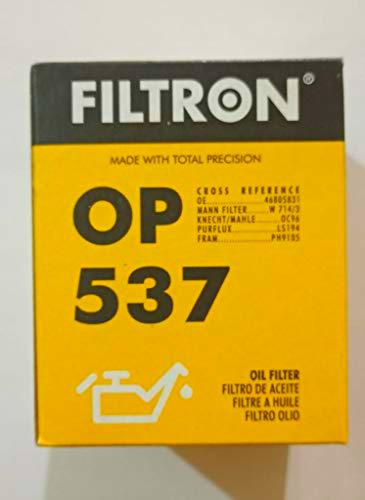 FILTRON®
MADE WITH TOTAL PRECISION
OP
537
CROSS REFERENCE
OE....................46805831
MANN FILTER........W 714/3
KNECHT/MAHLE.........OC96
PURFLUX...............LS194
FRAM...................PH9105
OIL FILTER
FILTRO DE ACEITE
FILTRE A HUILE
FILTRO OLIO